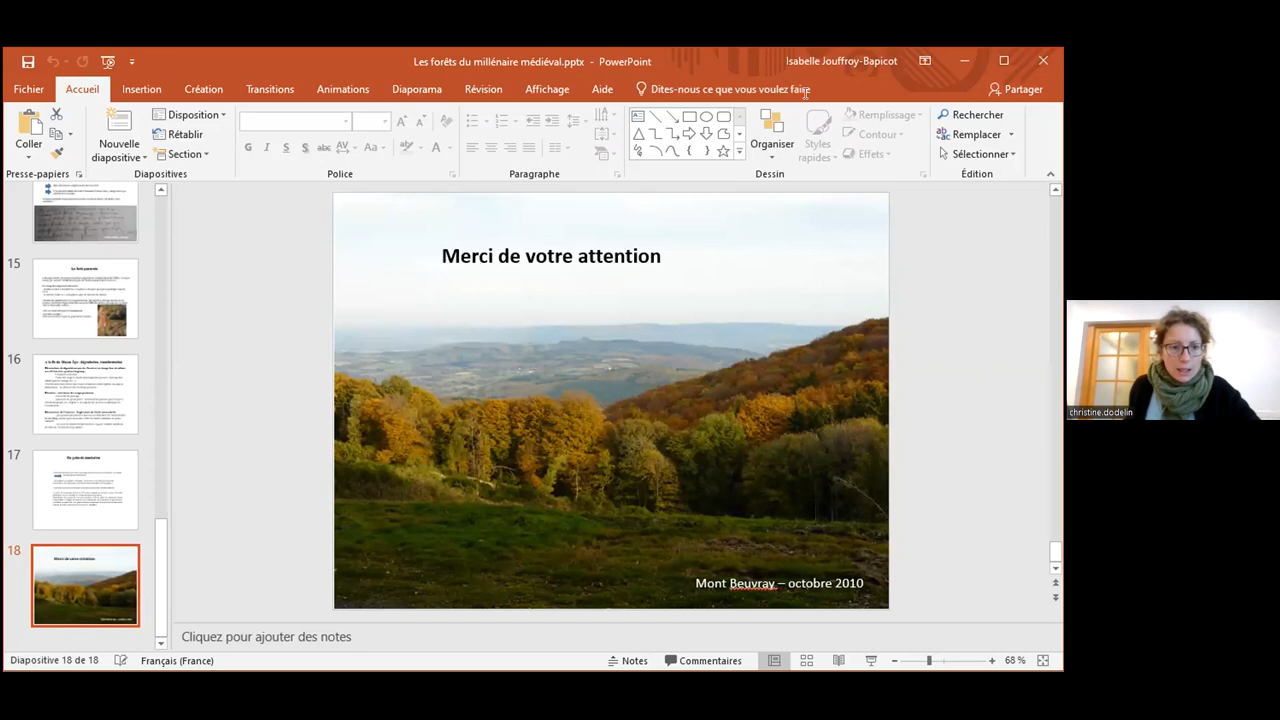 Les forêts du millénaire médiéval.pptx - PowerPoint
Isabelle Jouffroy-Bapicot
Fichier Accueil Insertion Création Transitions Animations Diaporama Révision Affichage Aide Dites-nous ce que vous voulez faire Partager
Coller
Presse-papiers
Nouvelle diapositive
Disposition
Rétablir
Section
Diapositives
G I S S abc AV Aa A
Police
Paragraphe
Organiser
Styles rapides
Remplissage
Contour
Effets
Dessin
Rechercher
Remplacer
Sélectionner
Édition
15
16
17
18
Merci de votre attention
Mont Beuvray – octobre 2010
Cliquez pour ajouter des notes
Diapositive 18 de 18 Français (France) Notes Commentaires 68 %
christine.dodelin